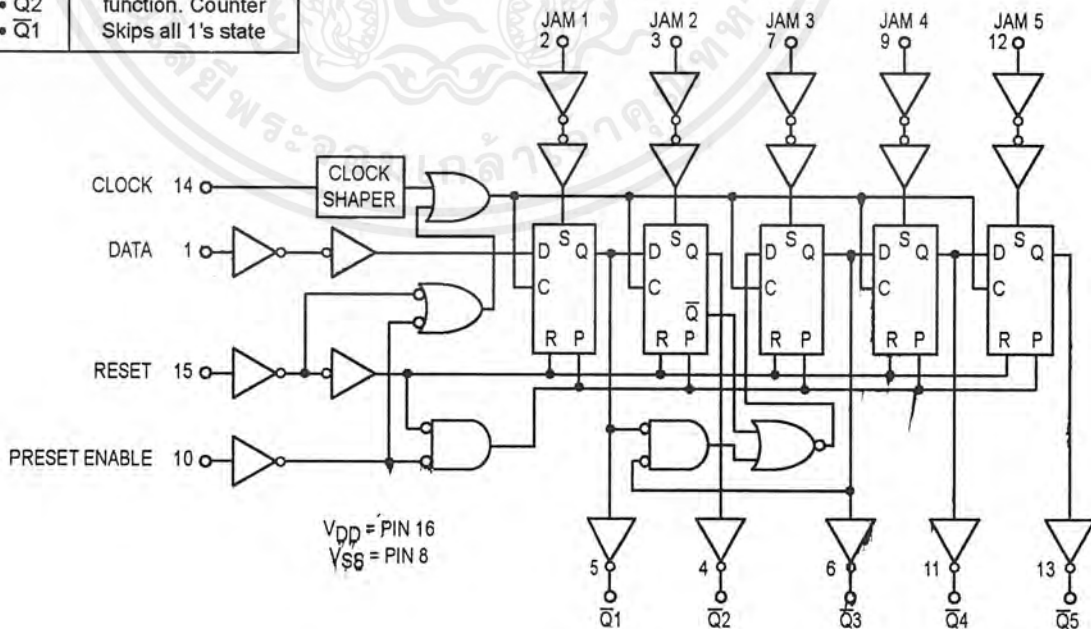 • Q2
• Q̅1
function. Counter
Skips all 1's state
JAM 1
2
JAM 2
3
JAM 3
7
JAM 4
9
JAM 5
12
CLOCK 14
CLOCK
SHAPER
DATA 1
RESET 15
PRESET ENABLE 10
S
D Q
C
R P
S
D Q
C
Q̅
R P
S
D Q
C
R P
S
D Q
C
R P
S
D Q
C
R P
VDD = PIN 16
VSS = PIN 8
5
4
6
11
13
Q̅1
Q̅2
Q̅3
Q̅4
Q̅5